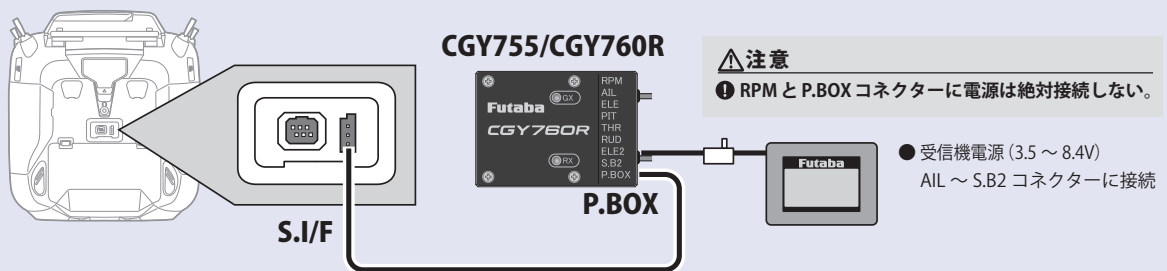 CGY755/CGY760R
注意
RPM と P.BOX コネクターに電源は絶対接続しない。
Futaba
CGY760R
GX
RX
RPM
AIL
ELE
PIT
THR
RUD
ELE2
S.B2
P.BOX
Futaba
● 受信機電源 (3.5 ～ 8.4V)
AIL ～ S.B2 コネクターに接続
P.BOX
S.I/F